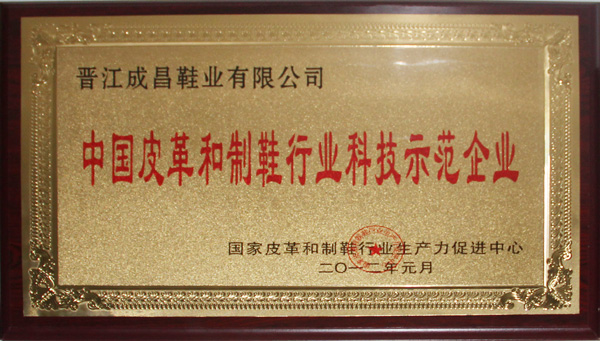 晋江成昌鞋业有限公司
中国皮革和制鞋行业科技示范企业
国家皮革和制鞋行业生产力促进中心
二〇一二年元月